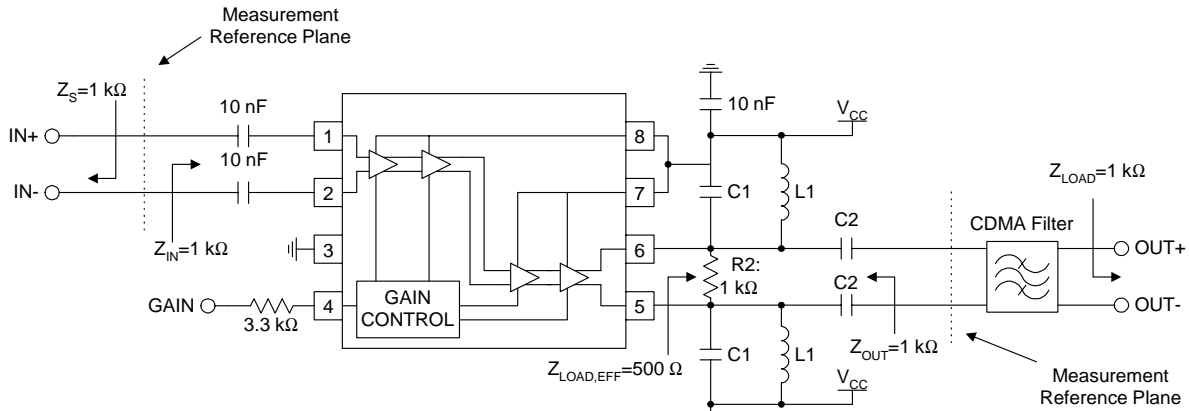 Measurement
Reference Plane
Z_S=1 kΩ
10 nF
IN+
10 nF
IN-
Z_IN=1 kΩ
GAIN
3.3 kΩ
1
2
3
4
GAIN
CONTROL
8
7
6
5
10 nF
V_CC
C1
L1
C2
R2:
1 kΩ
C2
Z_LOAD,EFF=500 Ω
C1
L1
Z_OUT=1 kΩ
V_CC
Z_LOAD=1 kΩ
CDMA Filter
OUT+
OUT-
Measurement
Reference Plane